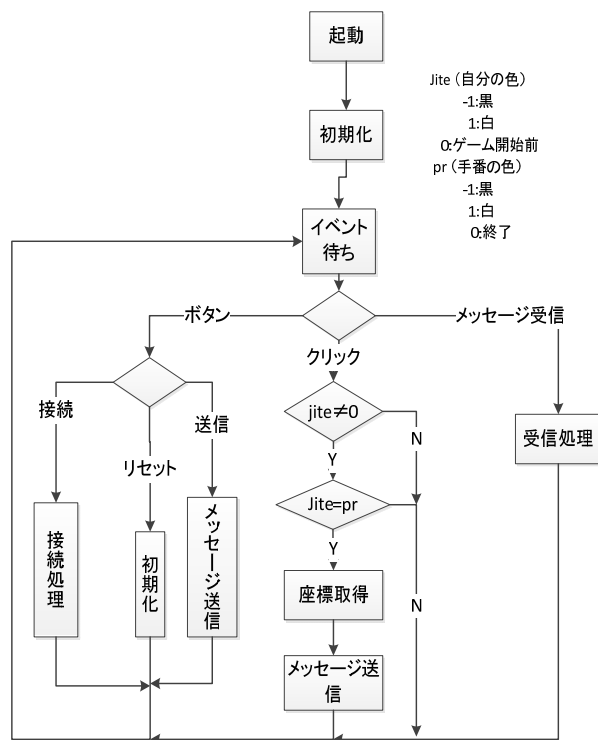 起動
Jite（自分の色）
-1:黒
1:白
0:ゲーム開始前
pr（手番の色）
-1:黒
1:白
0:終了
初期化
イベント
待ち
ボタン
メッセージ受信
クリック
接続
送信
リセット
jite≠0
N
Y
受信処理
Jite=pr
Y
N
接続処理
初期化
メッセージ送信
座標取得
メッセージ送
信